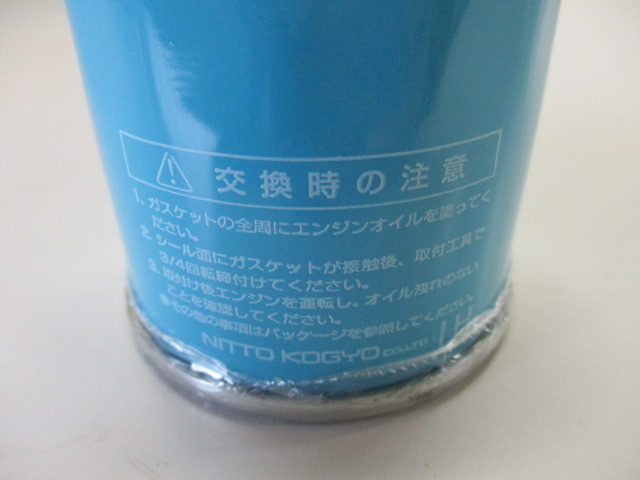 交換時の注意
1. ガスケットの全周にエンジンオイルを塗ってく
ださい。
2. シール面にガスケットが接触後、取付工具で
3/4回転締付けてください。
3. 取付け後エンジンを運転し、オイル洩れのない
ことを確認してください。
※その他の事項はパッケージを参照してください。
NITTO KOGYO CO.,LTD.